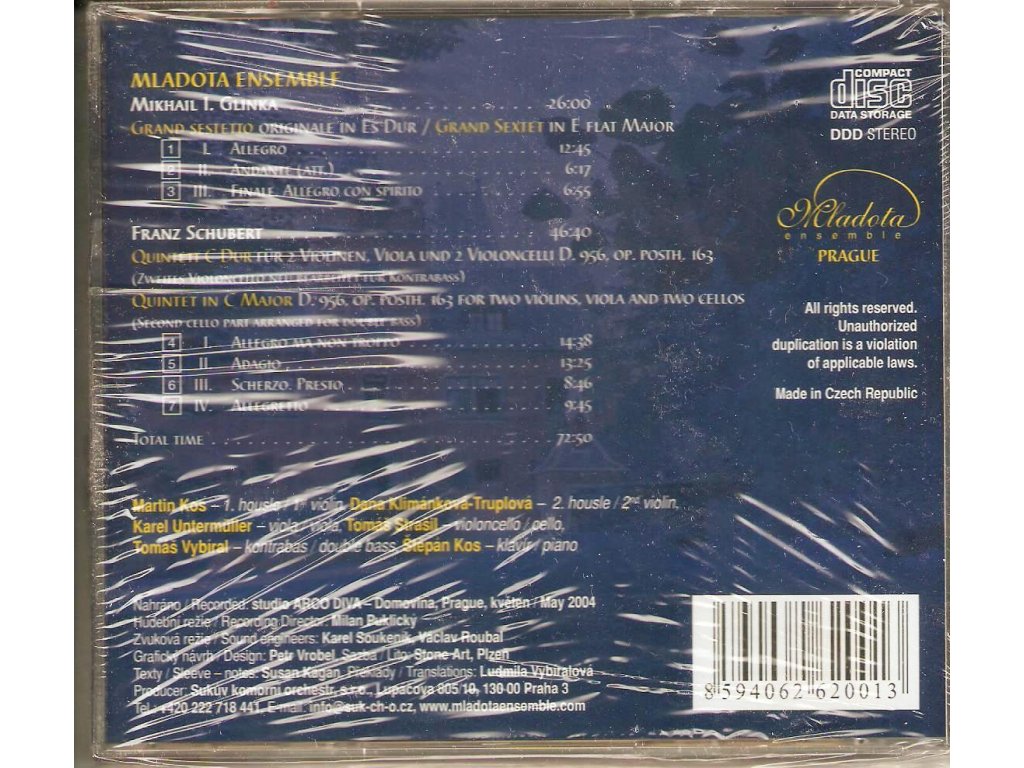 MLADOTA ENSEMBLE
MIKHAIL I. GLINKA 26:00
GRAND SESTETTO ORIGINALE IN ES DUR / GRAND SEXTET IN E FLAT MAJOR
1 I. ALLEGRO 12:45
2 II. ANDANTE (ATT.) 6:17
3 III. FINALE. ALLEGRO CON SPIRITO 6:55
FRANZ SCHUBERT 46:40
QUINTETT C DUR FÜR 2 VIOLINEN, VIOLA UND 2 VIOLONCELLI D. 956, OP. POSTH. 163
(ZWEITES VIOLONCELLO FÜR KONTRABASS)
QUINTET IN C MAJOR D. 956, OP. POSTH. 163 FOR TWO VIOLINS, VIOLA AND TWO CELLOS
(SECOND CELLO PART ARRANGED FOR DOUBLE BASS)
4 I. ALLEGRO MA NON TROPPO 14:38
5 II. ADAGIO 13:25
6 III. SCHERZO. PRESTO 8:46
7 IV. ALLEGRETTO 9:45
TOTAL TIME 72:50
Martin Kos – 1. housle / 1st violin, Dana Klimánková-Truplová – 2. housle / 2nd violin,
Karel Untermüller – viola / viola, Tomáš Strašil – violoncello / cello,
Tomáš Vybíral – kontrabas / double bass, Štěpán Kos – klavír / piano
Nahráno / Recorded: studio ARCO DIVA – Domovina, Prague, květen / May 2004
Hudební režie / Recording Director: Milan Puklický
Zvuková režie / Sound engineers: Karel Soukeník, Václav Roubal
Grafický návrh / Design: Petr Vrobel, Sazba / Lito: Stone Art, Plzeň
Texty / Sleeve – notes: Susan Kagan, Překlady / Translations: Ludmila Vybíralová
Producer: Sukův komorní orchestr, s.r.o., Lupáčova 805/10, 130 00 Praha 3
Tel.: +420 222 718 441, E-mail: info@suk-ch-o.cz, www.mladotaensemble.com
COMPACT
disc
DATA STORAGE
DDD STEREO
Mladota
ensemble
PRAGUE
All rights reserved.
Unauthorized
duplication is a violation
of applicable laws.
Made in Czech Republic
8 594062 620013